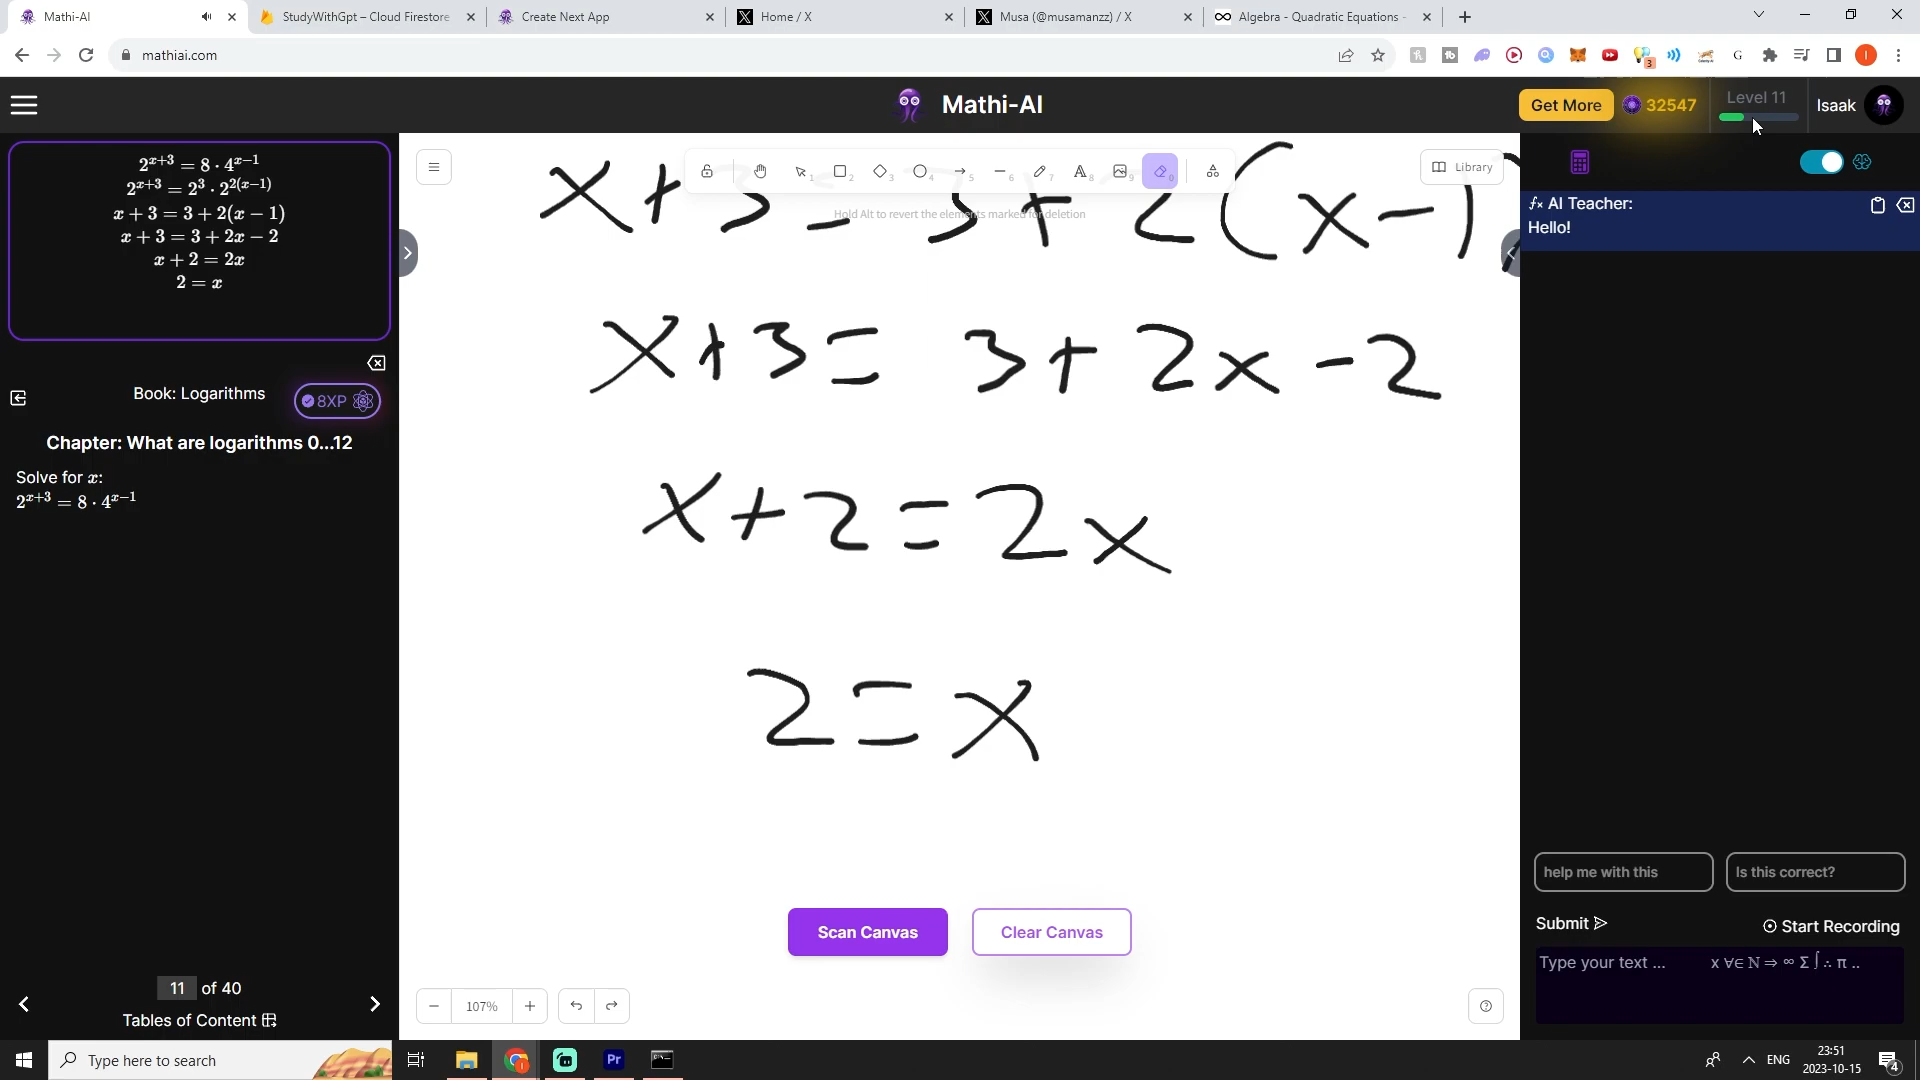 Mathi-AI
StudyWithGpt – Cloud Firestore
Create Next App
Home / X
Musa (@musamanzz) / X
Algebra - Quadratic Equations -
mathiai.com
Mathi-AI
Get More
32547
Level 11
Isaak
2^{x+3} = 8 · 4^{x−1}
2^{x+3} = 2^3 · 2^{2(x−1)}
x + 3 = 3 + 2(x − 1)
x + 3 = 3 + 2x − 2
x + 2 = 2x
2 = x
Book: Logarithms
8XP
Chapter: What are logarithms 0...12
Solve for x:
2^{x+3} = 8 · 4^{x−1}
11 of 40
Tables of Content
Library
Hold Alt to revert the elements marked for deletion
x+3 = 3+2(x-1)
x+3 = 3+2x-2
x+2 = 2x
2 = x
Scan Canvas
Clear Canvas
107%
AI Teacher:
Hello!
help me with this
Is this correct?
Submit
Start Recording
Type your text ...
x ∀∈ ℕ ⇒ ∞ Σ ∫ ∴ π ..
Type here to search
ENG
23:51
2023-10-15
4